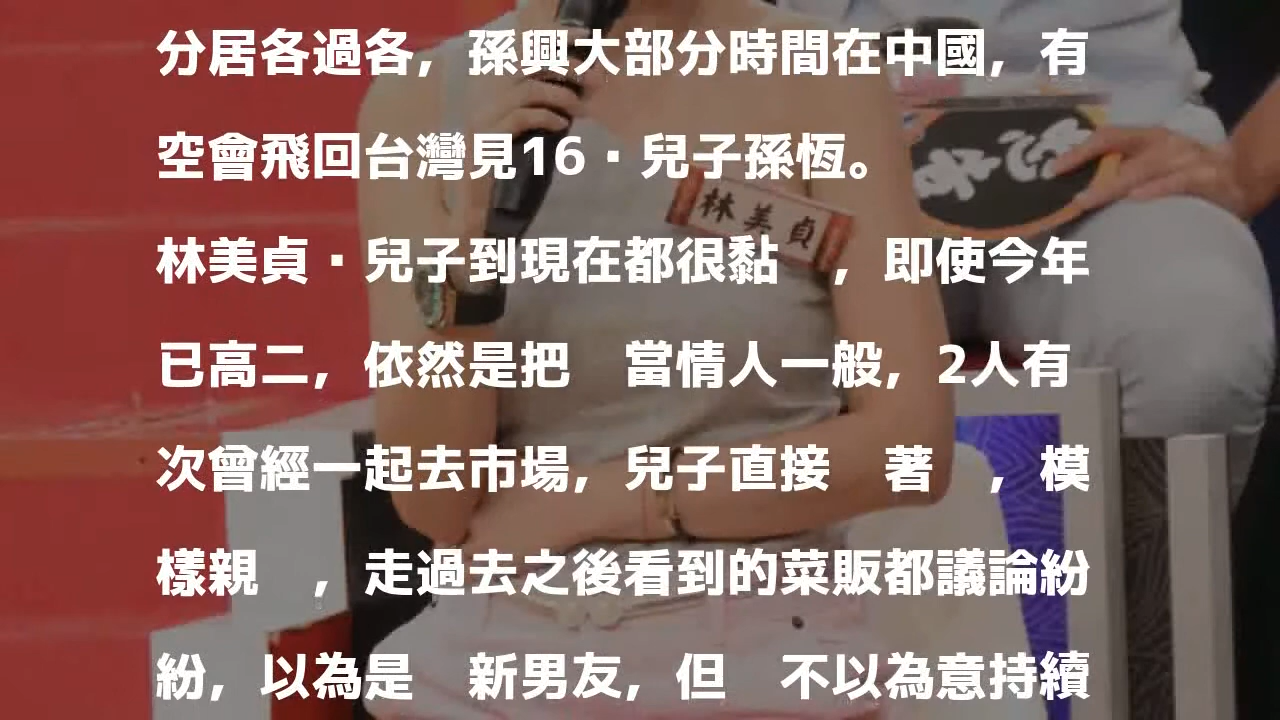 分居各過各，孫興大部分時間在中國，有
空會飛回台灣見16·兒子孫恆。
林美貞
林美貞·兒子到現在都很黏　，即使今年
已高二，依然是把　當情人一般，2人有
次曾經一起去市場，兒子直接　著　，模
樣親　，走過去之後看到的菜販都議論紛
紛，以為是　新男友，但　不以為意持續